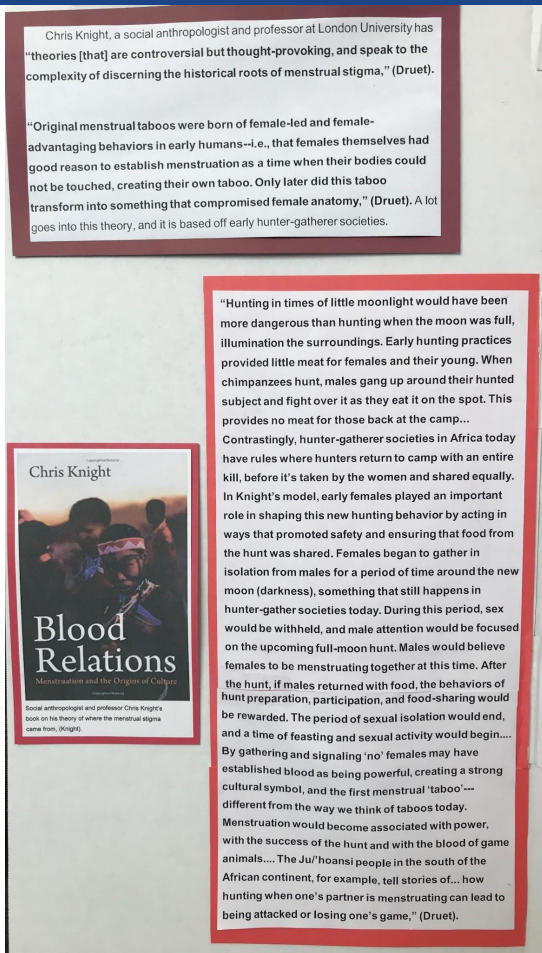 Chris Knight, a social anthropologist and professor at London University has
“theories [that] are controversial but thought-provoking, and speak to the
complexity of discerning the historical roots of menstrual stigma,” (Druet).
“Original menstrual taboos were born of female-led and female-
advantaging behaviors in early humans--i.e., that females themselves had
good reason to establish menstruation as a time when their bodies could
not be touched, creating their own taboo. Only later did this taboo
transform into something that compromised female anatomy,” (Druet). A lot
goes into this theory, and it is based off early hunter-gatherer societies.
“Hunting in times of little moonlight would have been
more dangerous than hunting when the moon was full,
illumination the surroundings. Early hunting practices
provided little meat for females and their young. When
chimpanzees hunt, males gang up around their hunted
subject and fight over it as they eat it on the spot. This
provides no meat for those back at the camp...
Contrastingly, hunter-gatherer societies in Africa today
have rules where hunters return to camp with an entire
kill, before it’s taken by the women and shared equally.
In Knight’s model, early females played an important
role in shaping this new hunting behavior by acting in
ways that promoted safety and ensuring that food from
the hunt was shared. Females began to gather in
isolation from males for a period of time around the new
moon (darkness), something that still happens in
hunter-gather societies today. During this period, sex
would be withheld, and male attention would be focused
on the upcoming full-moon hunt. Males would believe
females to be menstruating together at this time. After
the hunt, if males returned with food, the behaviors of
hunt preparation, participation, and food-sharing would
be rewarded. The period of sexual isolation would end,
and a time of feasting and sexual activity would begin....
By gathering and signaling ‘no’ females may have
established blood as being powerful, creating a strong
cultural symbol, and the first menstrual ‘taboo’---
different from the way we think of taboos today.
Menstruation would become associated with power,
with the success of the hunt and with the blood of game
animals.... The Ju/’hoansi people in the south of the
African continent, for example, tell stories of... how
hunting when one’s partner is menstruating can lead to
being attacked or losing one’s game,” (Druet).
Chris Knight
Blood
Relations
Menstruation and the Origins of Culture
Social anthropologist and professor Chris Knight’s
book on his theory of where the menstrual stigma
came from, (Knight).